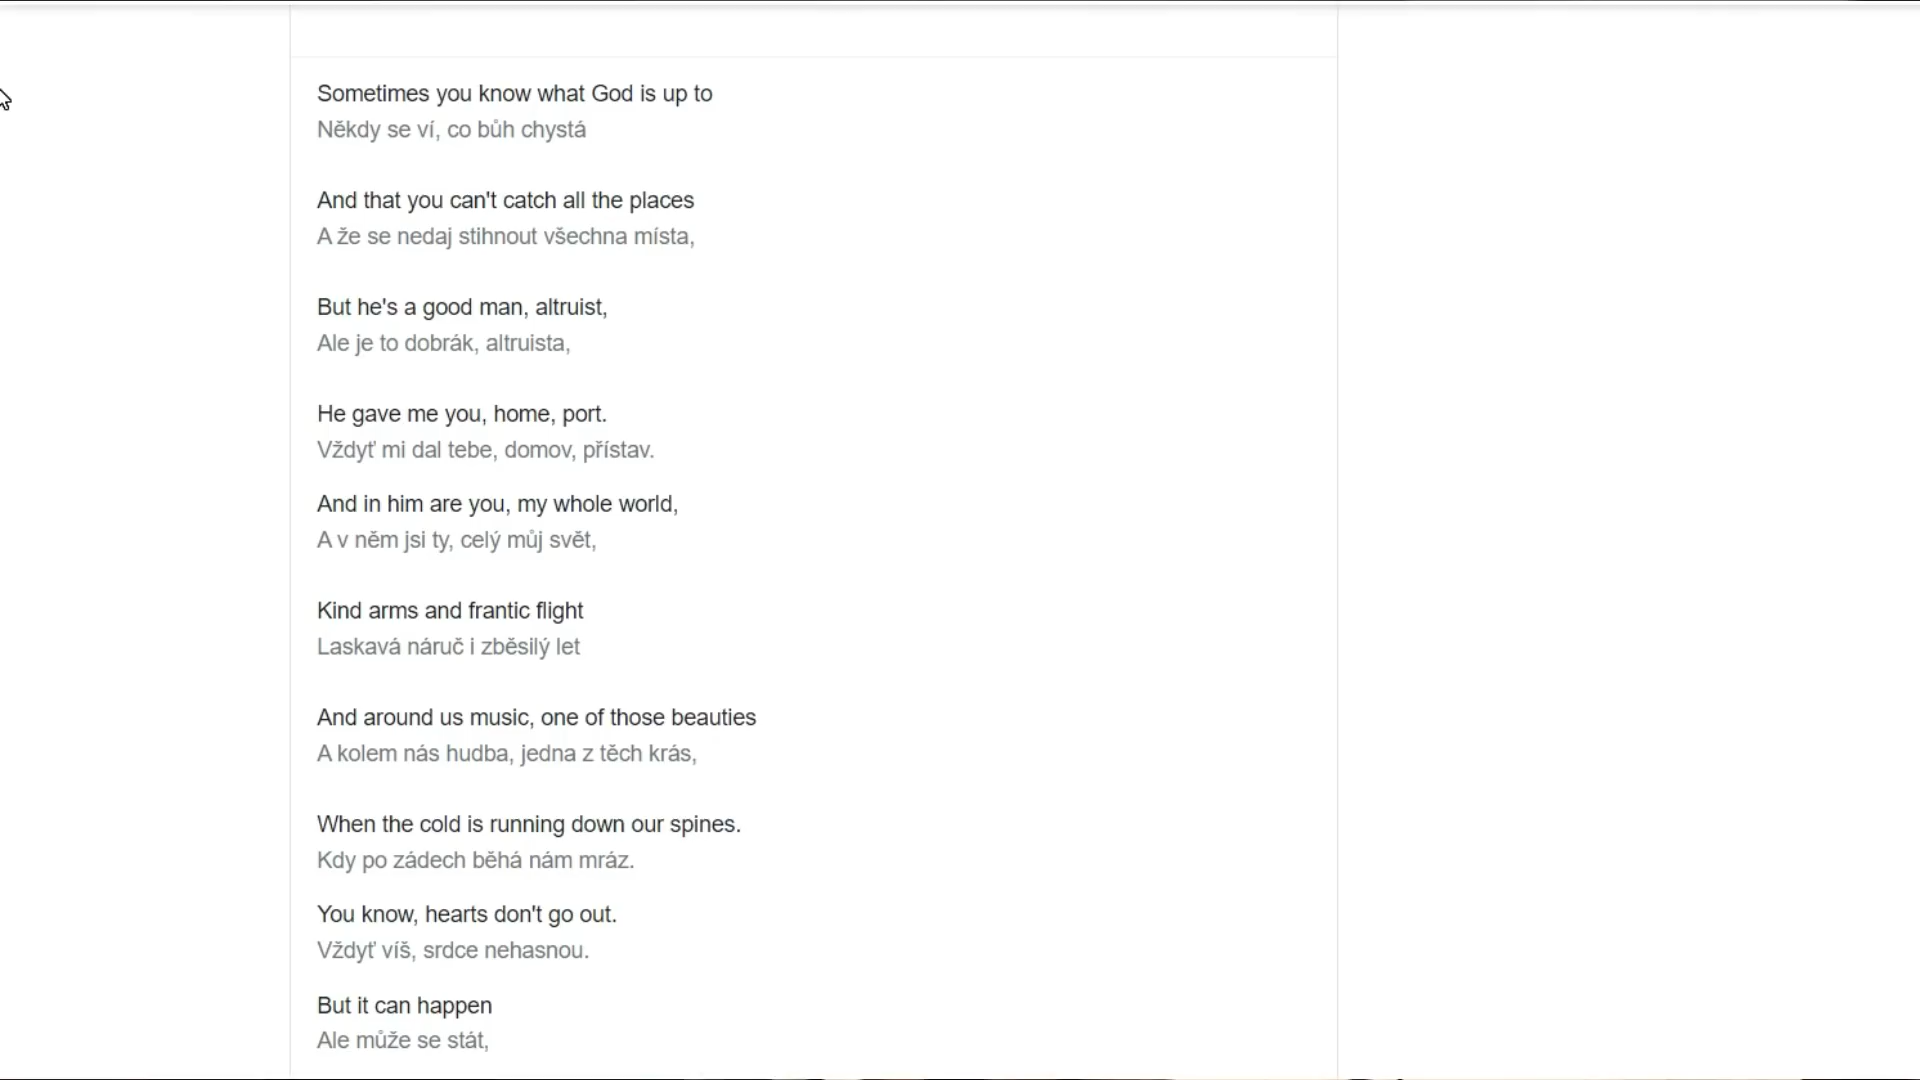 Sometimes you know what God is up to
Někdy se ví, co bůh chystá
And that you can't catch all the places
A že se nedaj stihnout všechna místa,
But he's a good man, altruist,
Ale je to dobrák, altruista,
He gave me you, home, port.
Vždyť mi dal tebe, domov, přístav.
And in him are you, my whole world,
A v něm jsi ty, celý můj svět,
Kind arms and frantic flight
Laskavá náruč i zběsilý let
And around us music, one of those beauties
A kolem nás hudba, jedna z těch krás,
When the cold is running down our spines.
Kdy po zádech běhá nám mráz.
You know, hearts don't go out.
Vždyť víš, srdce nehasnou.
But it can happen
Ale může se stát,